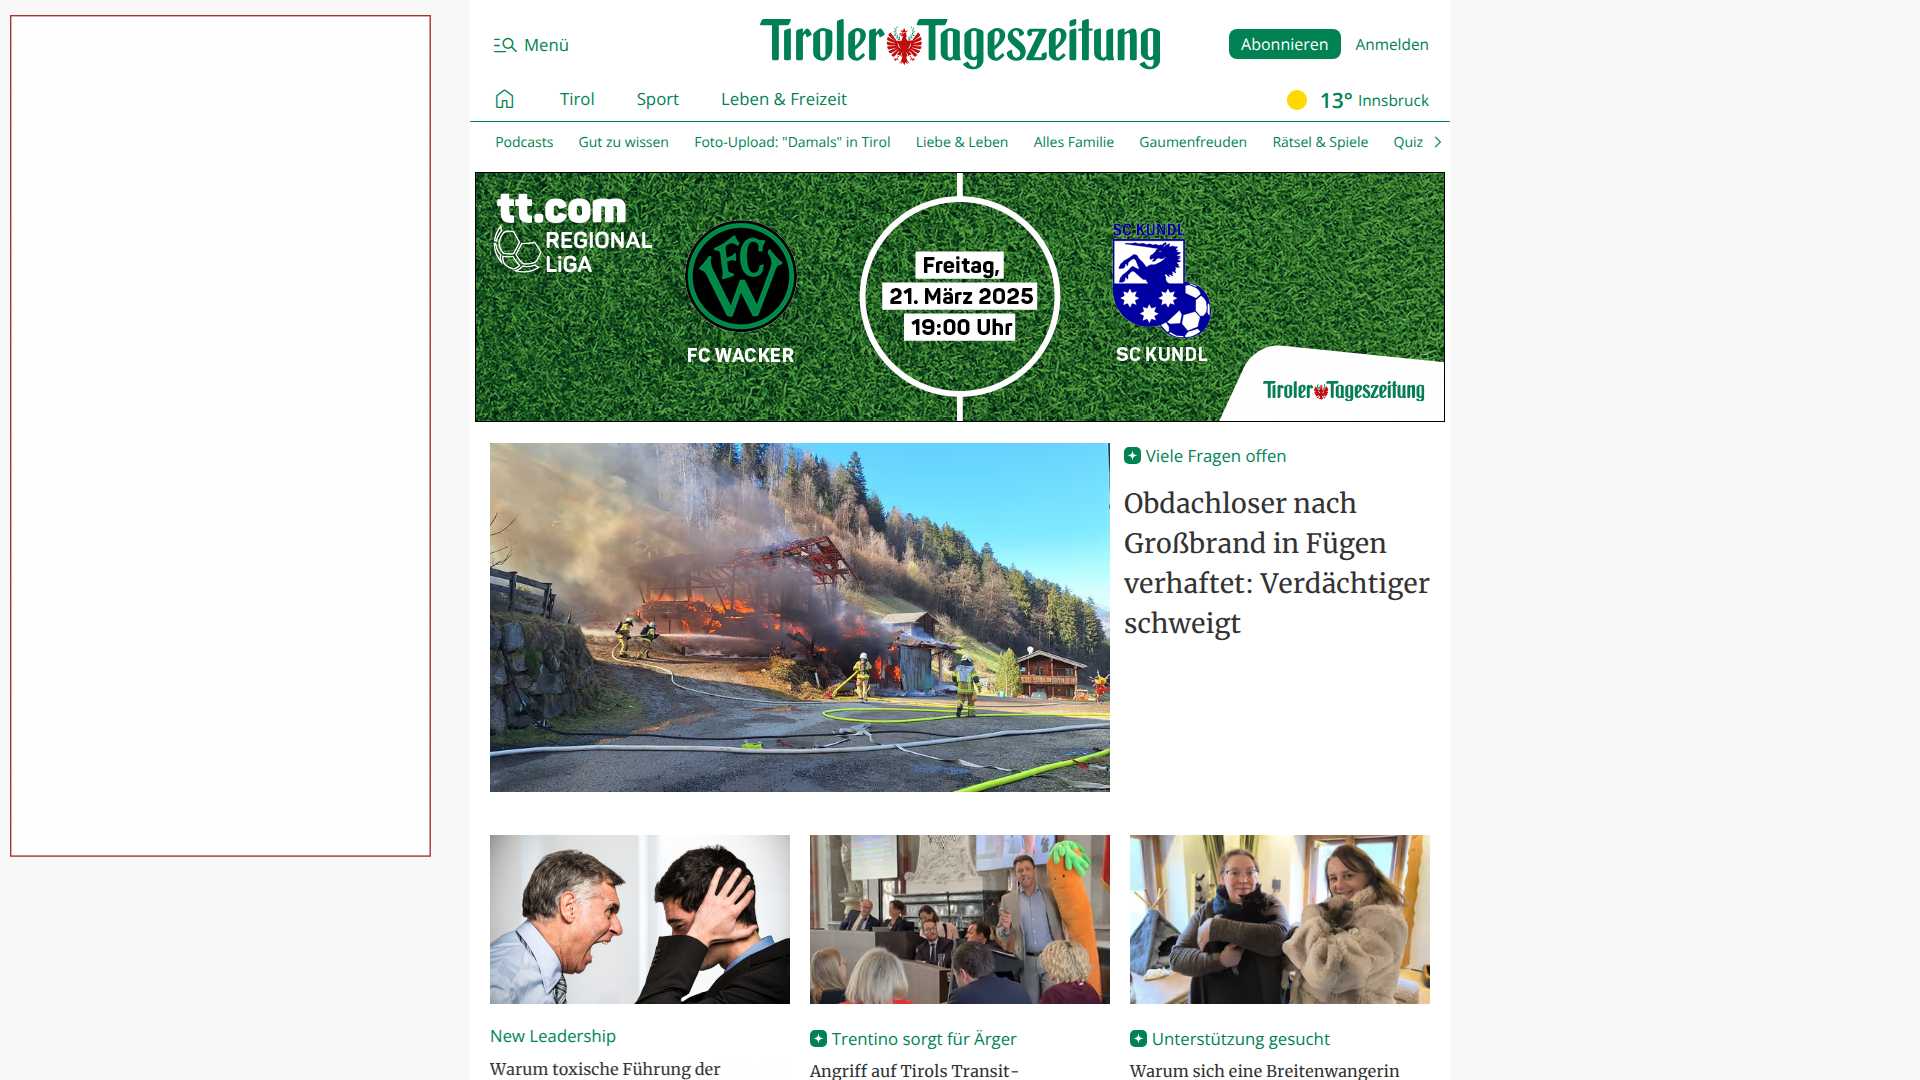 Menü
Tiroler Tageszeitung
Abonnieren
Anmelden
Tirol
Sport
Leben & Freizeit
13° Innsbruck
Podcasts
Gut zu wissen
Foto-Upload: "Damals" in Tirol
Liebe & Leben
Alles Familie
Gaumenfreuden
Rätsel & Spiele
Quiz
tt.com
REGIONAL
LiGA
FCW
FC WACKER
Freitag,
21. März 2025
19:00 Uhr
SC KUNDL
SC KUNDL
Tiroler Tageszeitung
Viele Fragen offen
Obdachloser nach
Großbrand in Fügen
verhaftet: Verdächtiger
schweigt
New Leadership
Warum toxische Führung der
Trentino sorgt für Ärger
Angriff auf Tirols Transit-
Unterstützung gesucht
Warum sich eine Breitenwangerin